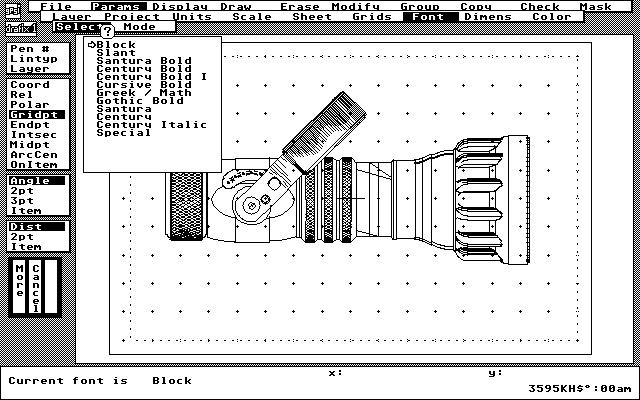 File Params Display Draw Erase Modify Group Copy Check Mask
Layer Project Units Scale Sheet Grids Font Dimens Color
Select Mode
?
Pen #
Lintyp
Layer
Coord
Rel
Polar
Gridpt
Endpt
Intsec
Midpt
ArcCen
OnItem
Angle
2pt
3pt
Item
Dist
2pt
Item
More
Cancel
Block
Slant
Santura Bold
Century Bold
Century Bold I
Cursive Bold
Greek / Math
Gothic Bold
Santura
Century
Century Italic
Special
x: y:
Current font is Block
3595KH$°:00am